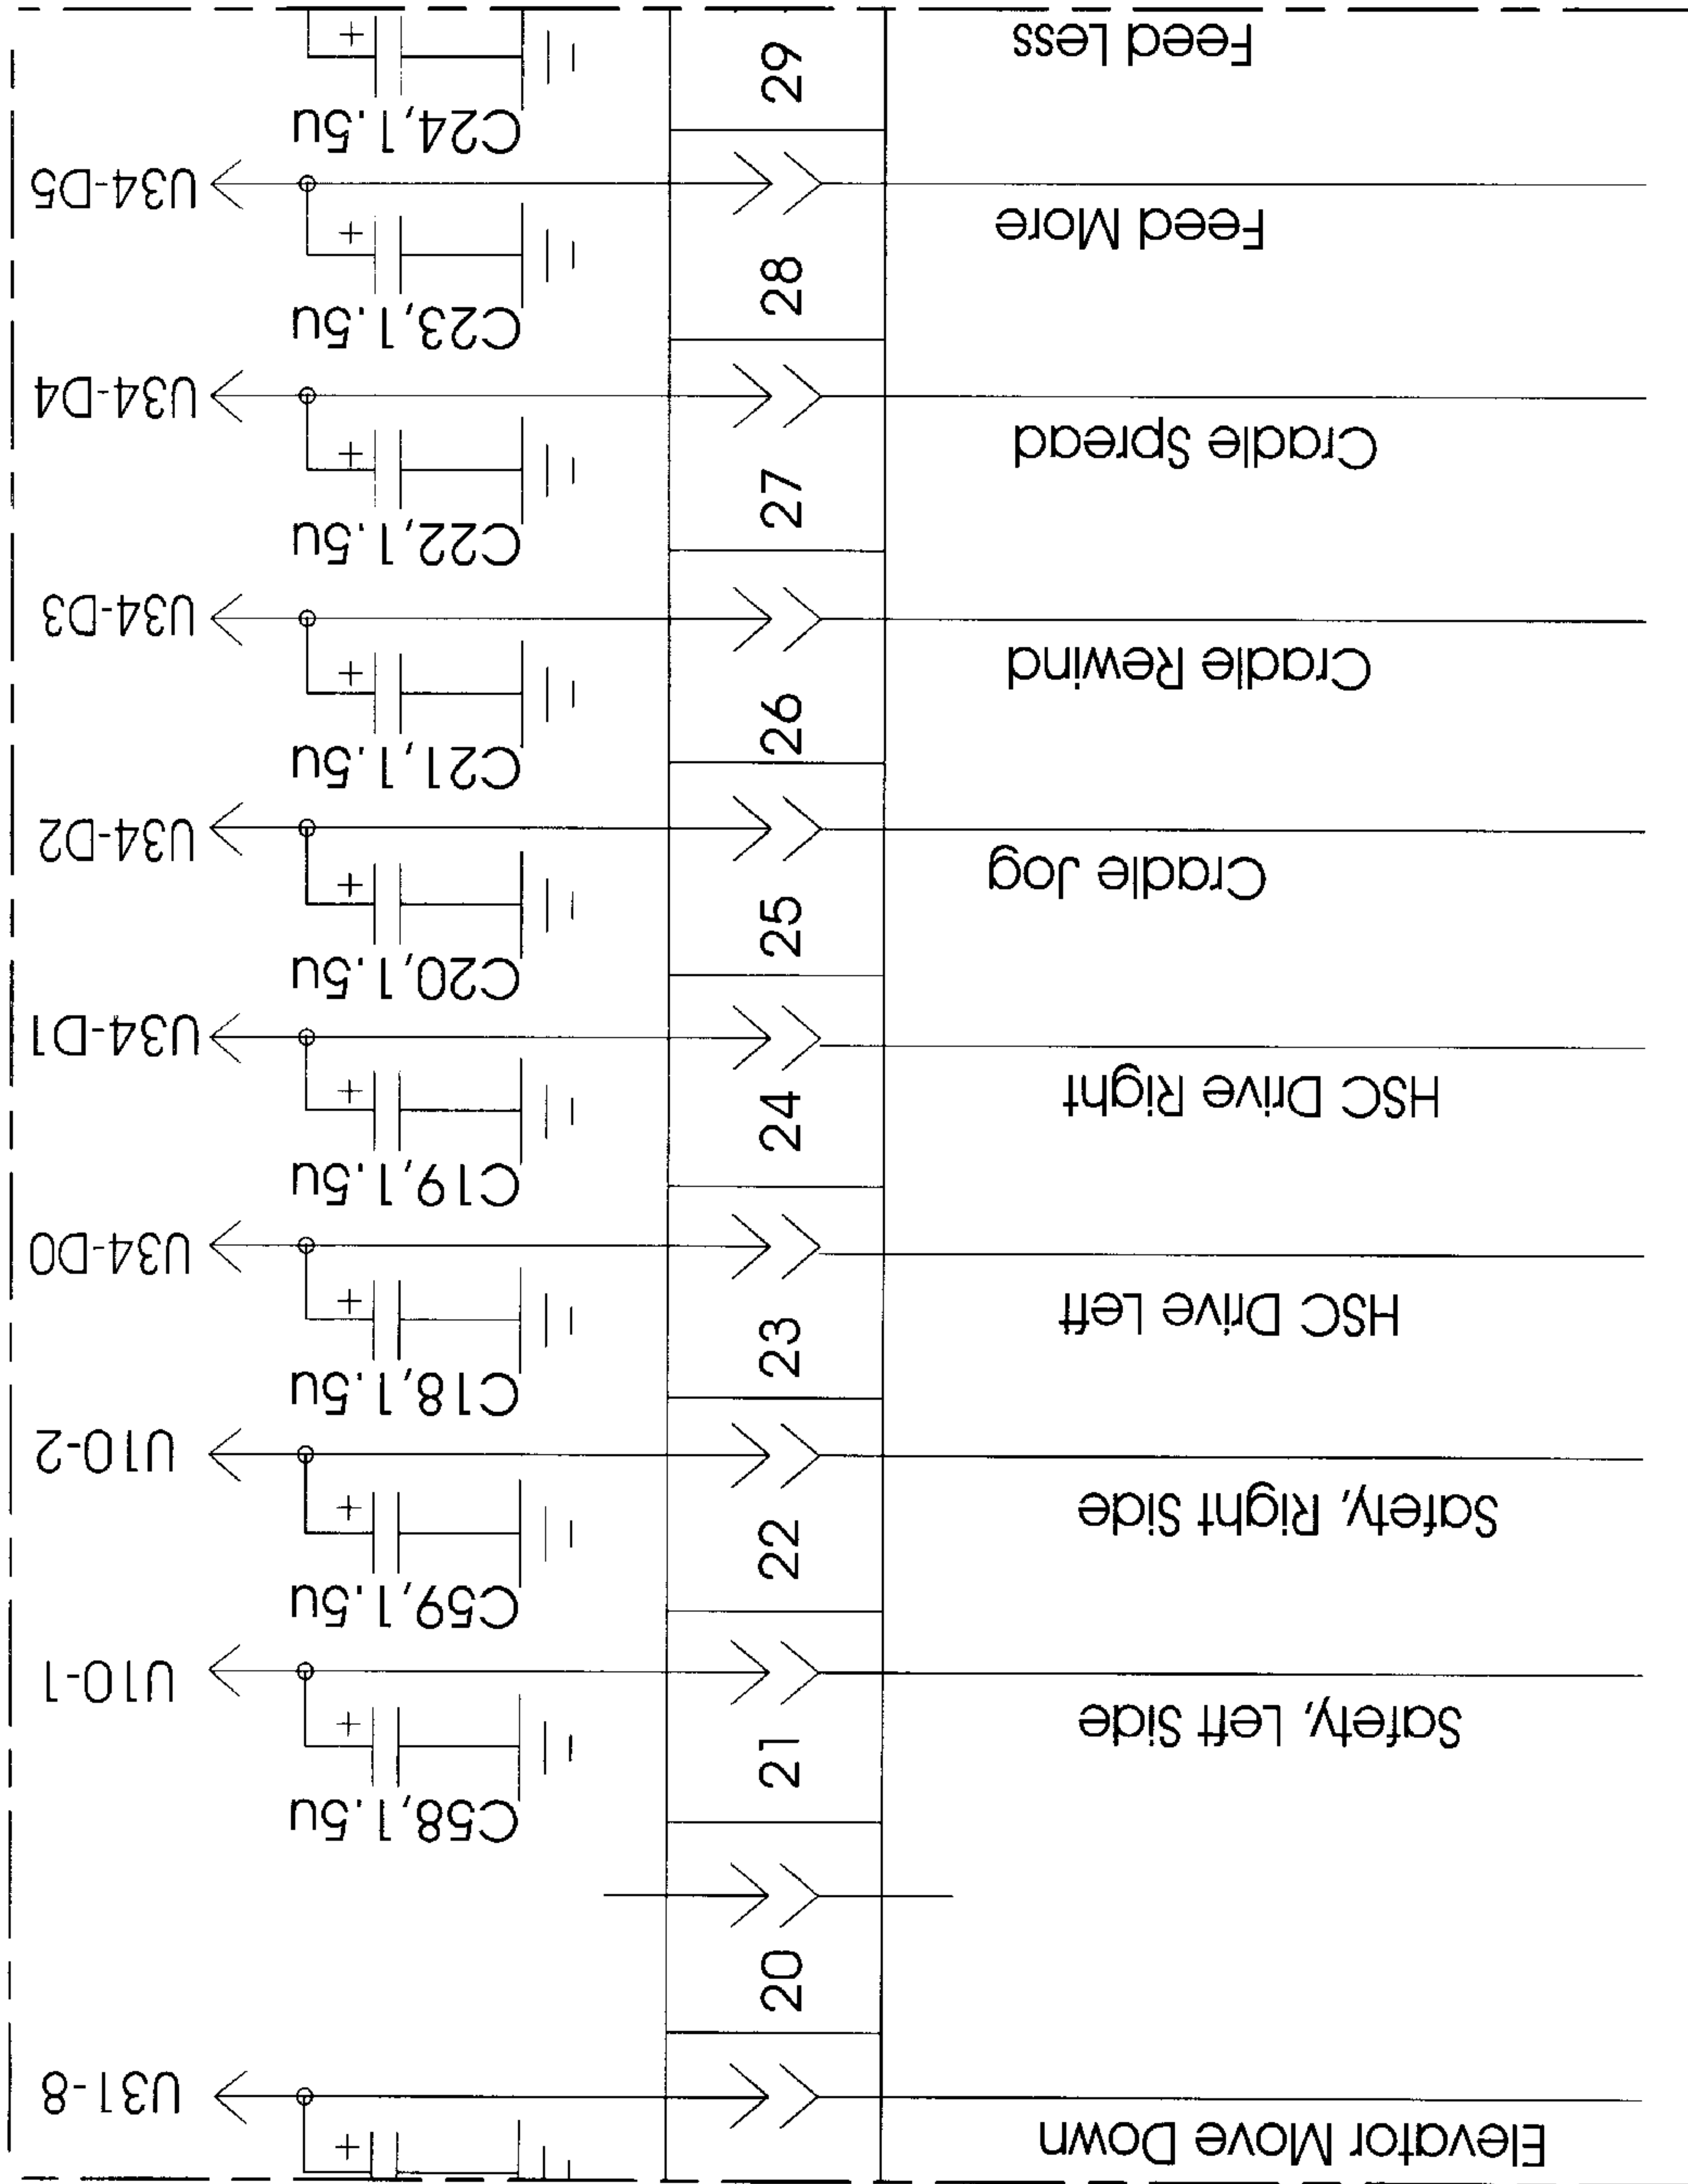 Elevator Move Down
U31-8
20
C58,1.5u
21
Safety, Left Side
U10-1
C59,1.5u
22
Safety, Right Side
U10-2
C18,1.5u
23
HSC Drive Left
U34-D0
C19,1.5u
24
HSC Drive Right
U34-D1
C20,1.5u
25
Cradle Jog
U34-D2
C21,1.5u
26
Cradle Rewind
U34-D3
C22,1.5u
27
Cradle Spread
U34-D4
C23,1.5u
28
Feed More
U34-D5
C24,1.5u
29
Feed Less